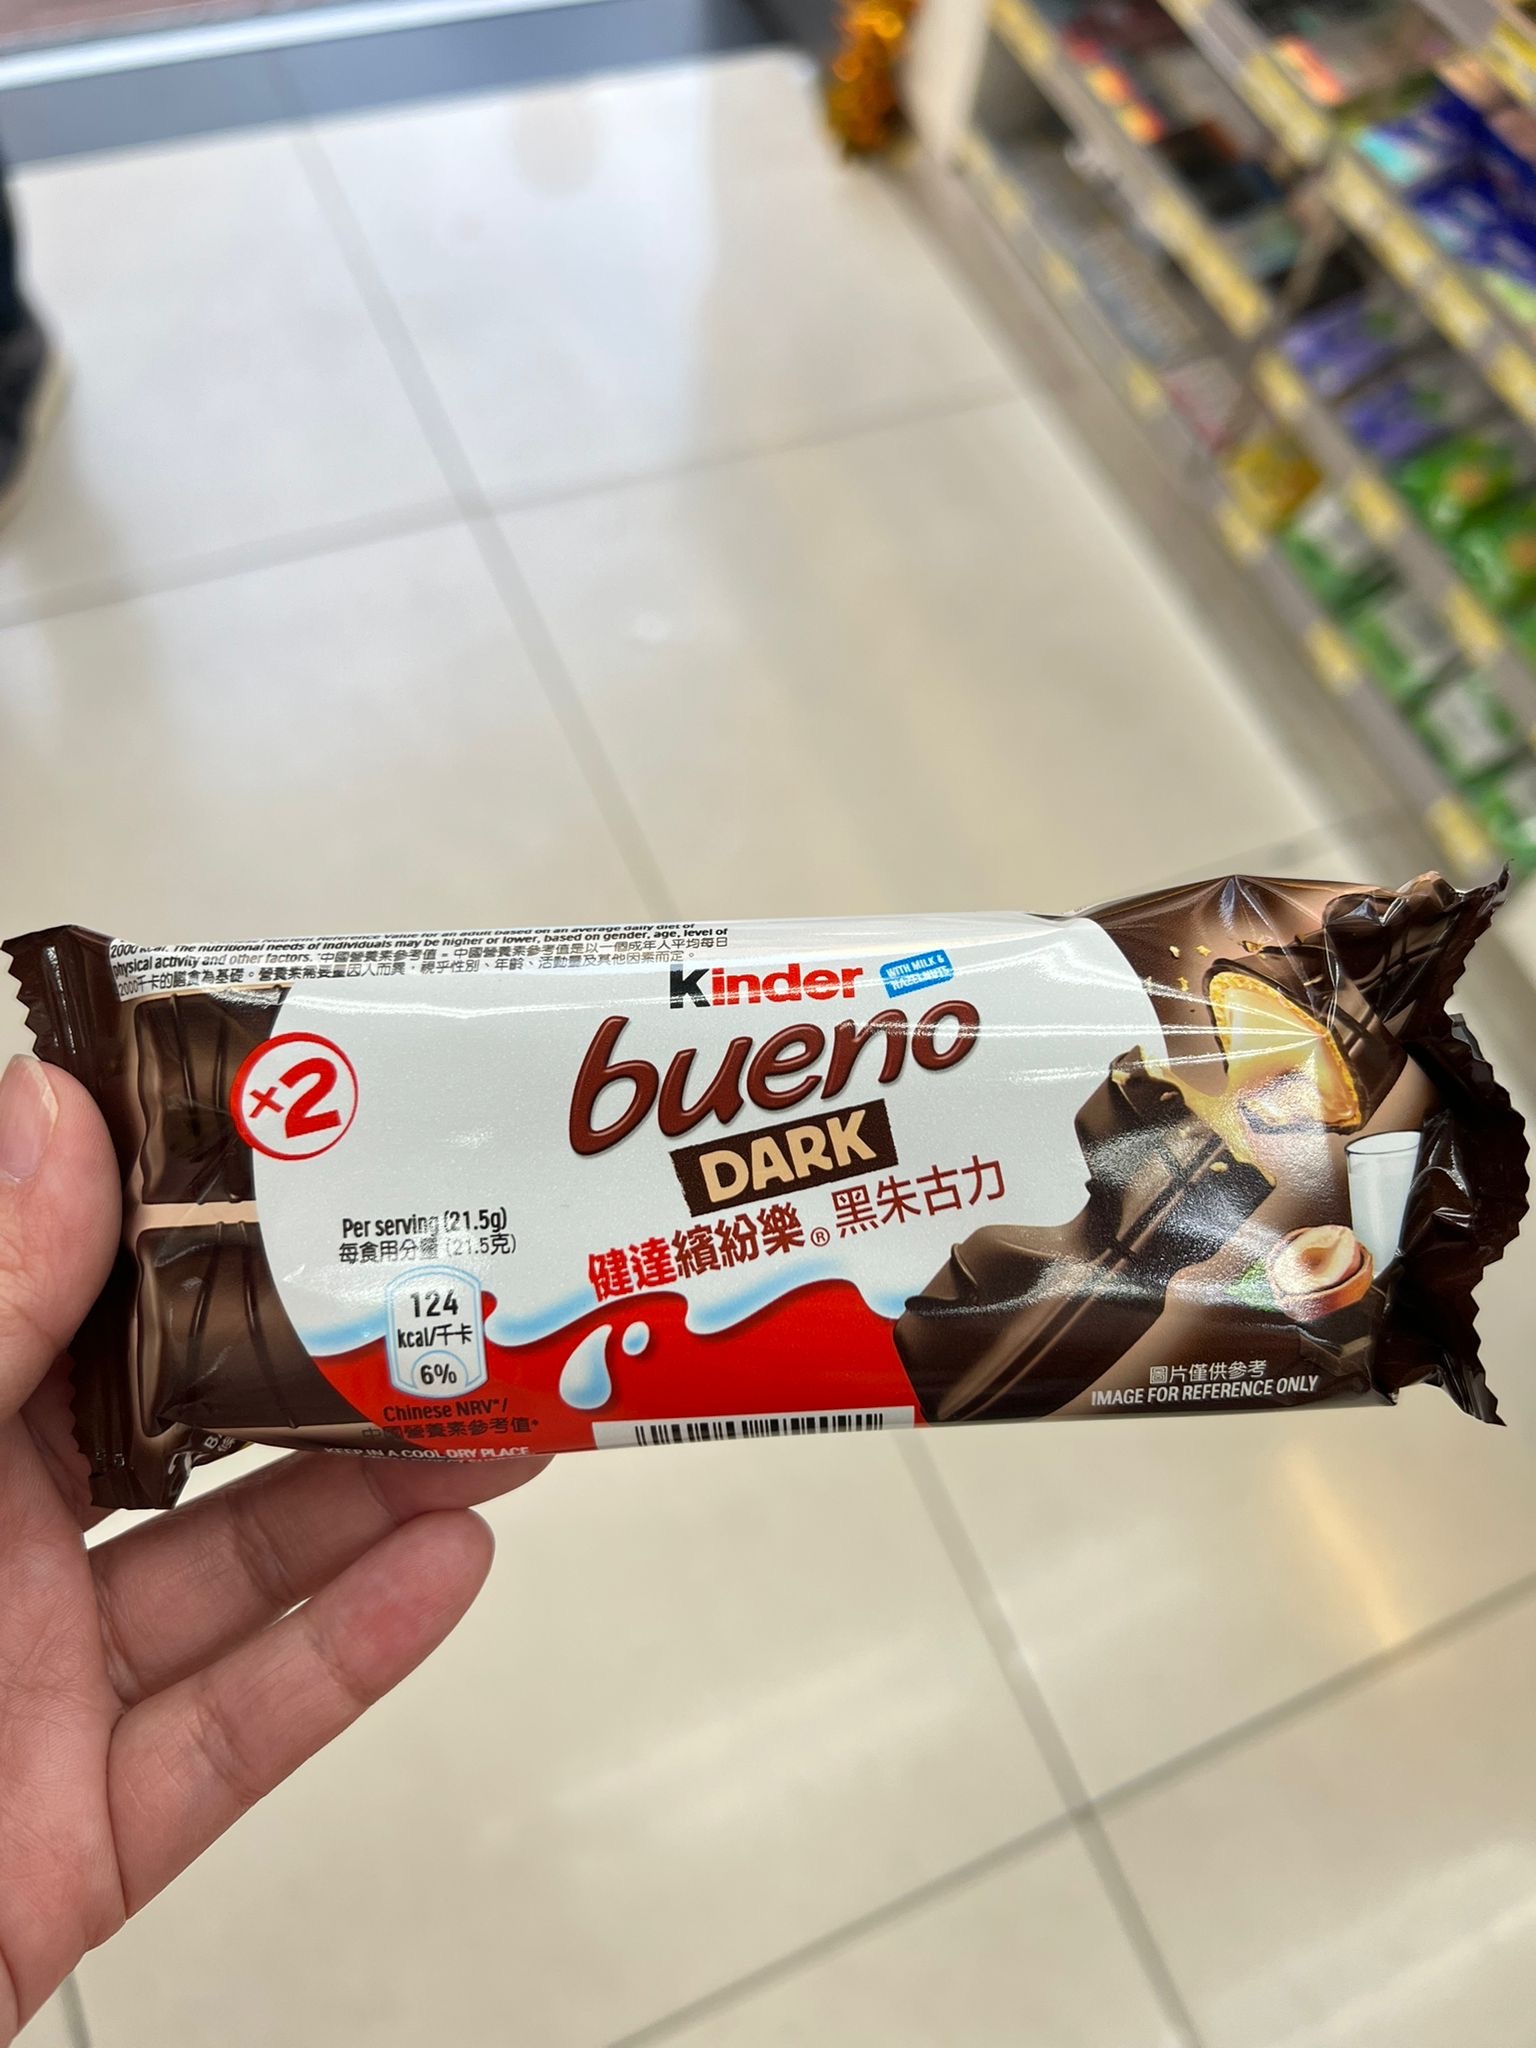 2000 kcal. The nutritional needs of individuals may be higher or lower, based on gender, age, level of
physical activity and other factors. *中國營養素參考值 = 中國營養素參考值是以一個成年人平均每日
2000千卡的膳食為基礎。營養素需要量因人而異，視乎性別、年齡、活動量及其他因素而定。
Kinder
WITH MILK &
HAZELNUTS
bueno
DARK
健達繽紛樂® 黑朱古力
×2
Per serving (21.5g)
每食用分量 (21.5克)
124
kcal/千卡
6%
Chinese NRV*/
中國營養素參考值*
KEEP IN A COOL DRY PLACE
圖片僅供參考
IMAGE FOR REFERENCE ONLY